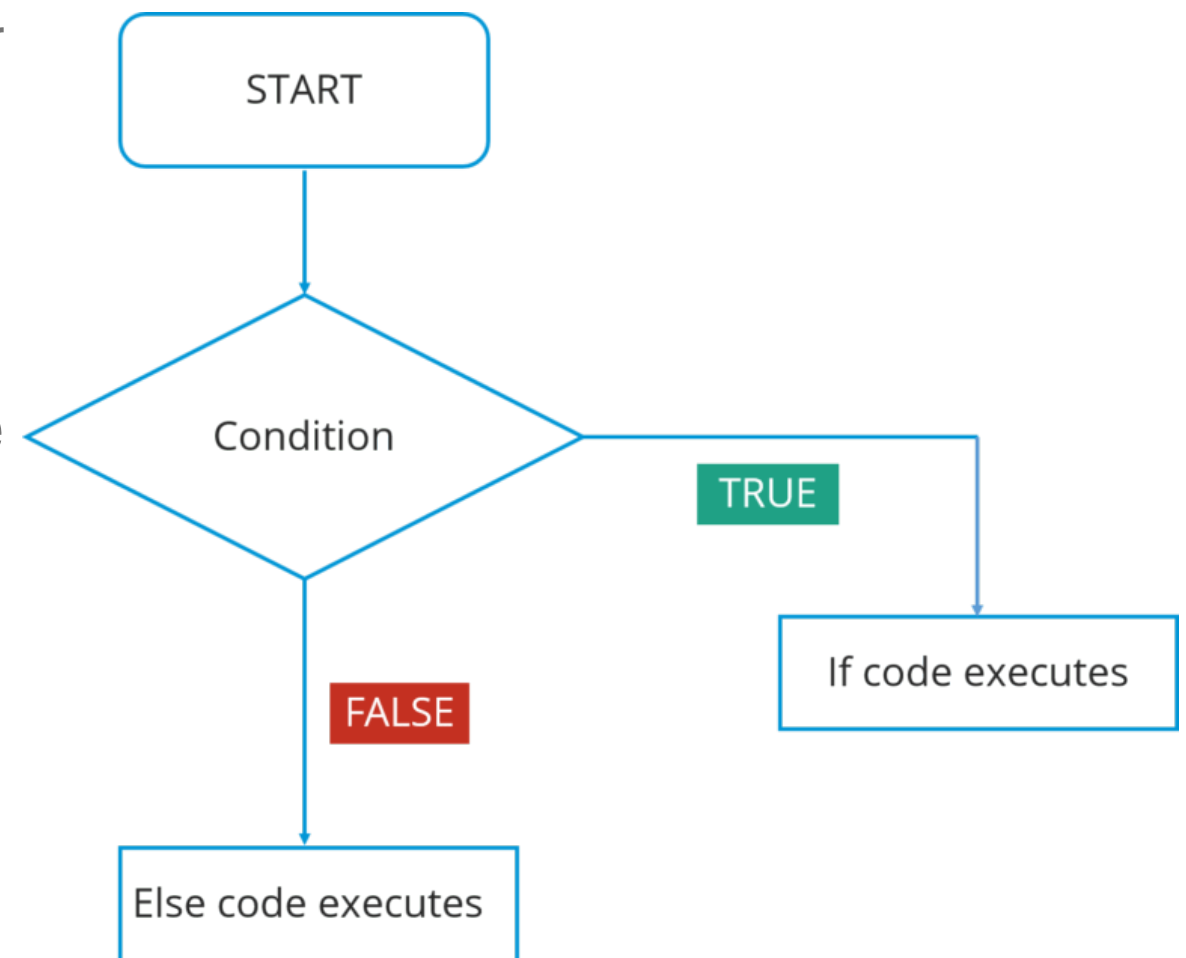 START
Condition
TRUE
If code executes
FALSE
Else code executes